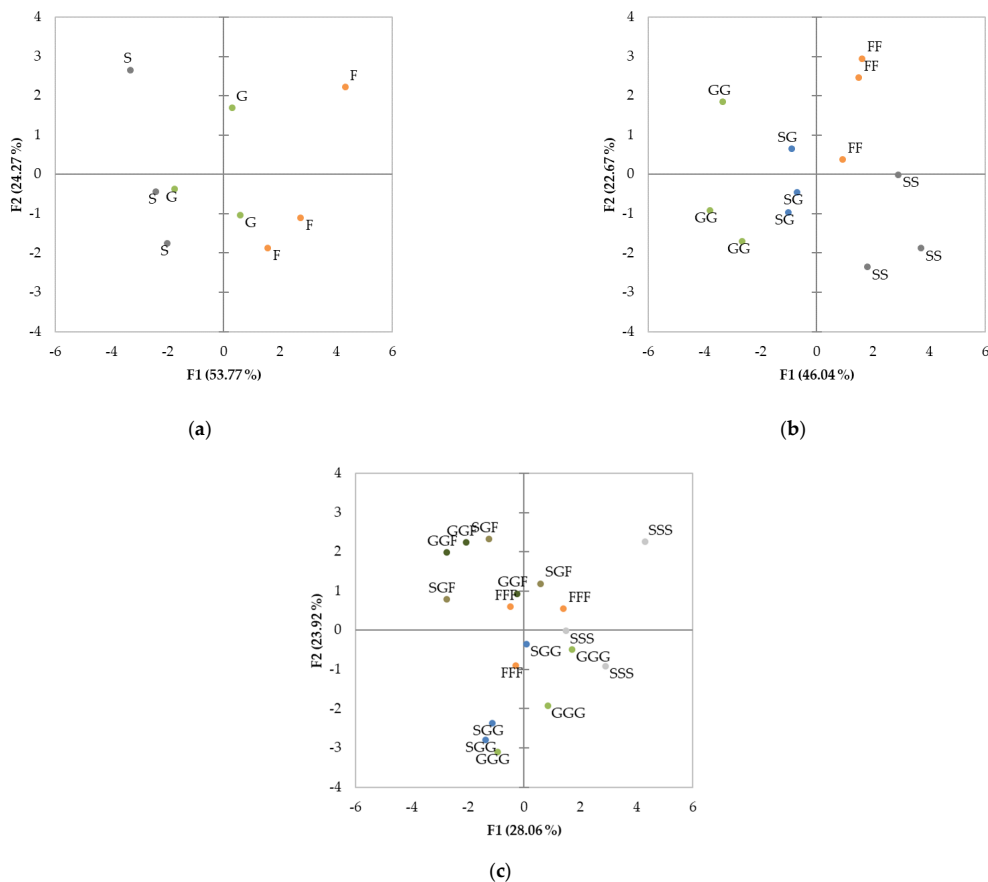 4
3
2
1
0
-1
-2
-3
-4
F2 (24.27 %)
S
F
G
S
G
G
F
S
F
-6
-4
-2
0
2
4
6
F1 (53.77 %)
(a)
4
3
2
1
0
-1
-2
-3
-4
F2 (22.67 %)
FF
FF
GG
SG
FF
SS
SG
GG
SG
GG
SS
SS
-6
-4
-2
0
2
4
6
F1 (46.04 %)
(b)
4
3
2
1
0
-1
-2
-3
-4
F2 (23.92 %)
GGF
SGF
SSS
GGF
SGF
GGF
SGF
FFF
FFF
SSS
SGG
GGG
FFF
SSS
GGG
SGG
SGG
GGG
-6
-4
-2
0
2
4
6
F1 (28.06 %)
(c)